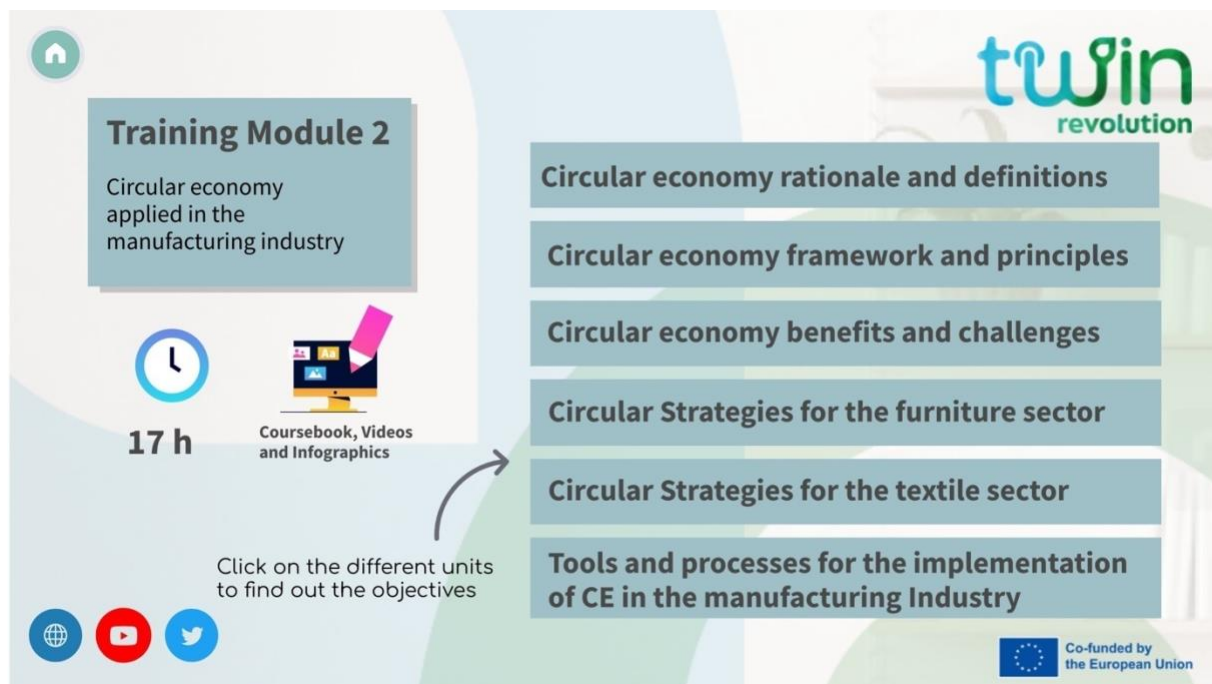 twin
revolution
Training Module 2
Circular economy
applied in the
manufacturing industry
17 h
Aa
Coursebook, Videos
and Infographics
Click on the different units
to find out the objectives
Circular economy rationale and definitions
Circular economy framework and principles
Circular economy benefits and challenges
Circular Strategies for the furniture sector
Circular Strategies for the textile sector
Tools and processes for the implementation
of CE in the manufacturing Industry
Co-funded by
the European Union